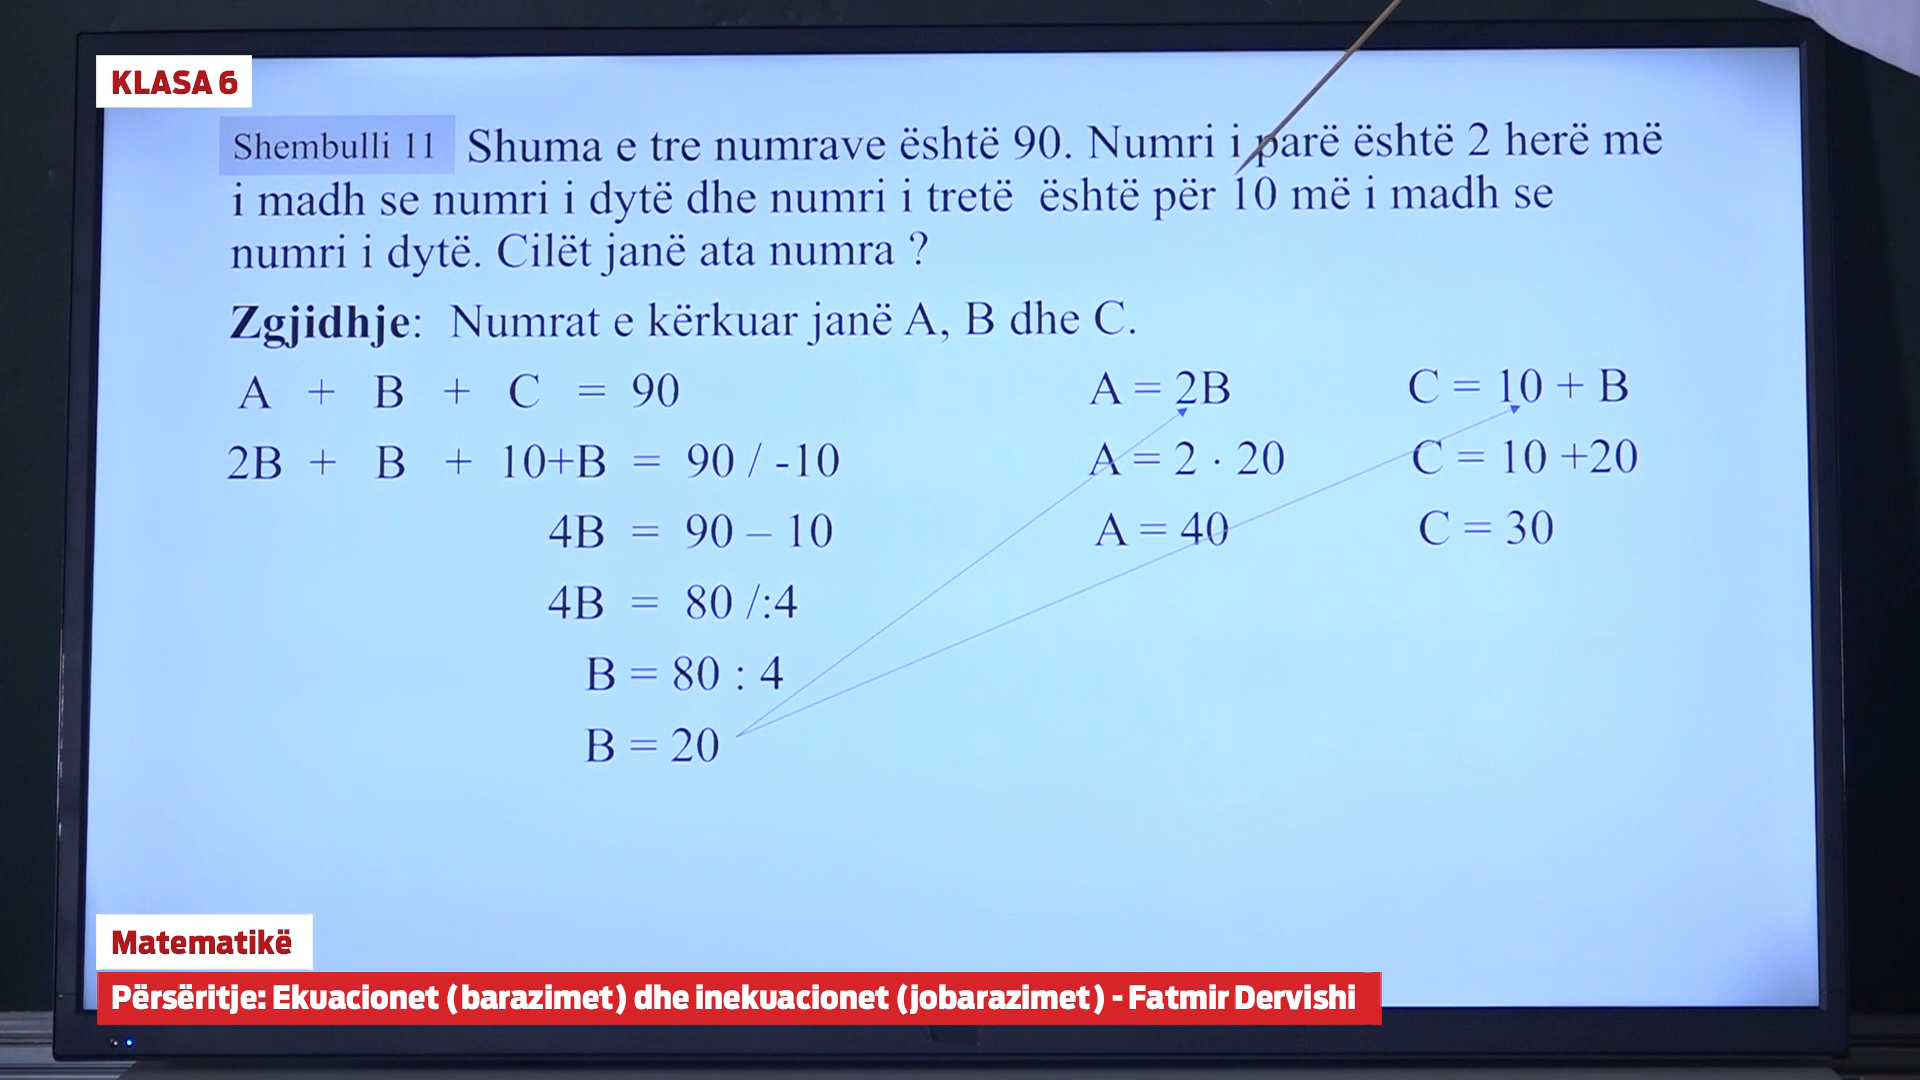 KLASA 6
Shembulli 11 Shuma e tre numrave është 90. Numri i parë është 2 herë më
i madh se numri i dytë dhe numri i tretë është për 10 më i madh se
numri i dytë. Cilët janë ata numra ?
Zgjidhje: Numrat e kërkuar janë A, B dhe C.
A + B + C = 90
2B + B + 10+B = 90 / -10
4B = 90 – 10
4B = 80 /:4
B = 80 : 4
B = 20
A = 2B
A = 2 · 20
A = 40
C = 10 + B
C = 10 +20
C = 30
Matematikë
Përsëritje: Ekuacionet (barazimet) dhe inekuacionet (jobarazimet) - Fatmir Dervishi